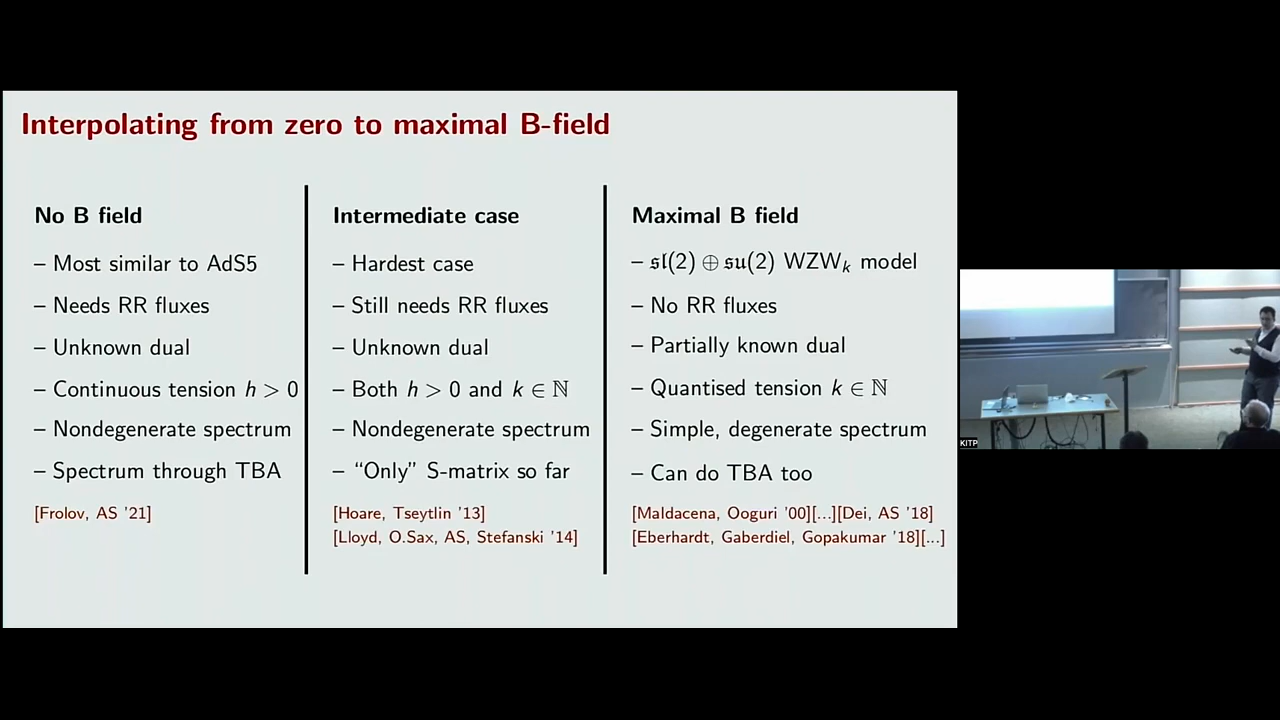 Interpolating from zero to maximal B-field
No B field
– Most similar to AdS5
– Needs RR fluxes
– Unknown dual
– Continuous tension h > 0
– Nondegenerate spectrum
– Spectrum through TBA
[Frolov, AS '21]
Intermediate case
– Hardest case
– Still needs RR fluxes
– Unknown dual
– Both h > 0 and k ∈ ℕ
– Nondegenerate spectrum
– “Only” S-matrix so far
[Hoare, Tseytlin '13]
[Lloyd, O.Sax, AS, Stefanski '14]
Maximal B field
– 𝔰𝔩(2) ⊕ 𝔰𝔲(2) WZWₖ model
– No RR fluxes
– Partially known dual
– Quantised tension k ∈ ℕ
– Simple, degenerate spectrum
– Can do TBA too
[Maldacena, Ooguri '00][...][Dei, AS '18]
[Eberhardt, Gaberdiel, Gopakumar '18][...]
KITP